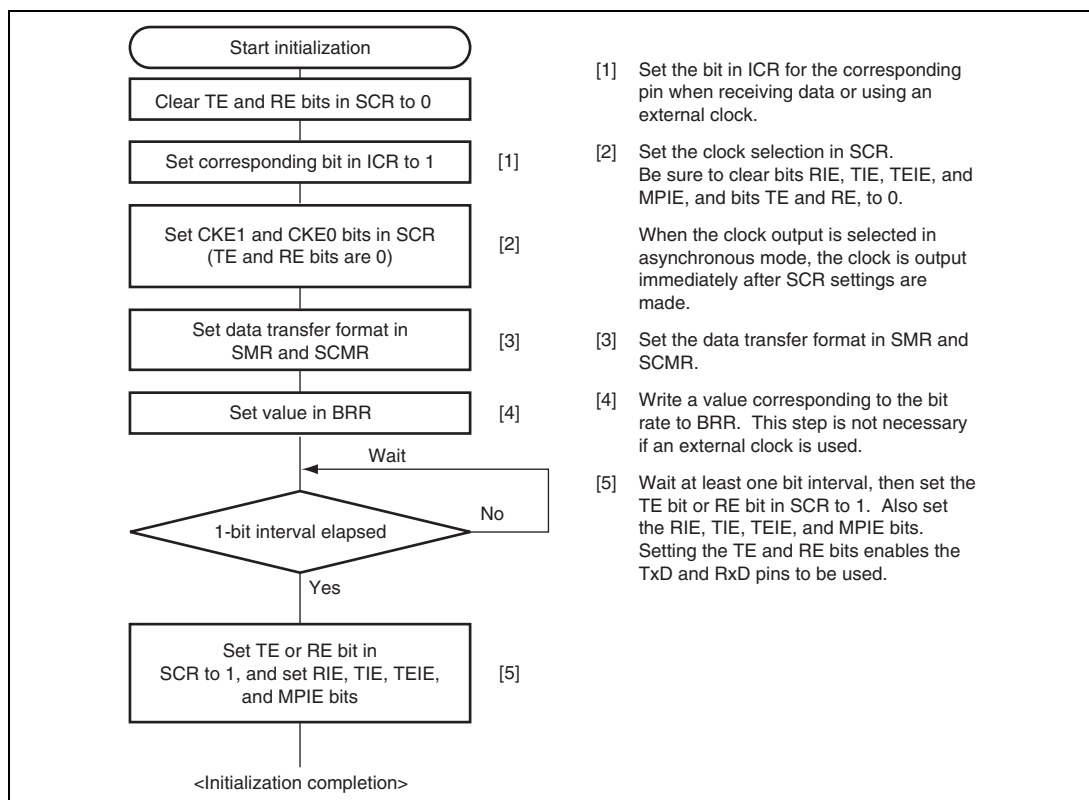 Start initialization
Clear TE and RE bits in SCR to 0
Set corresponding bit in ICR to 1
[1]
Set CKE1 and CKE0 bits in SCR
(TE and RE bits are 0)
[2]
Set data transfer format in
SMR and SCMR
[3]
Set value in BRR
[4]
Wait
1-bit interval elapsed
No
Yes
Set TE or RE bit in
SCR to 1, and set RIE, TIE, TEIE,
and MPIE bits
[5]
<Initialization completion>
[1] Set the bit in ICR for the corresponding
pin when receiving data or using an
external clock.
[2] Set the clock selection in SCR.
Be sure to clear bits RIE, TIE, TEIE, and
MPIE, and bits TE and RE, to 0.
When the clock output is selected in
asynchronous mode, the clock is output
immediately after SCR settings are
made.
[3] Set the data transfer format in SMR and
SCMR.
[4] Write a value corresponding to the bit
rate to BRR. This step is not necessary
if an external clock is used.
[5] Wait at least one bit interval, then set the
TE bit or RE bit in SCR to 1. Also set
the RIE, TIE, TEIE, and MPIE bits.
Setting the TE and RE bits enables the
TxD and RxD pins to be used.